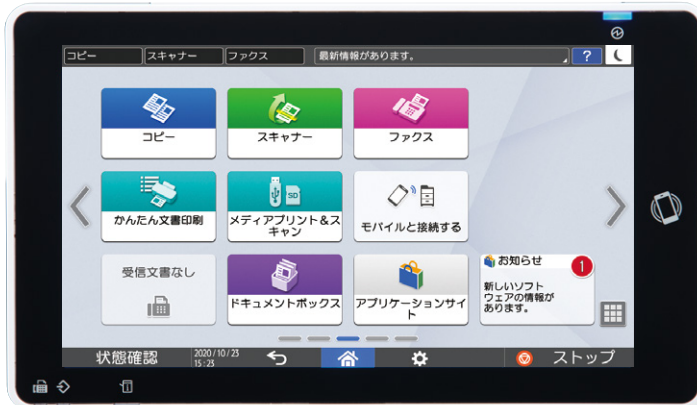 コピー
スキャナー
ファクス
最新情報があります。
?
コピー
スキャナー
ファクス
かんたん文書印刷
SD
メディアプリント&ス
キャン
モバイルと接続する
受信文書なし
ドキュメントボックス
アプリケーションサイ
ト
お知らせ
1
新しいソフト
ウェアの情報が
あります。
状態確認
2020/10/23
15:23
ストップ